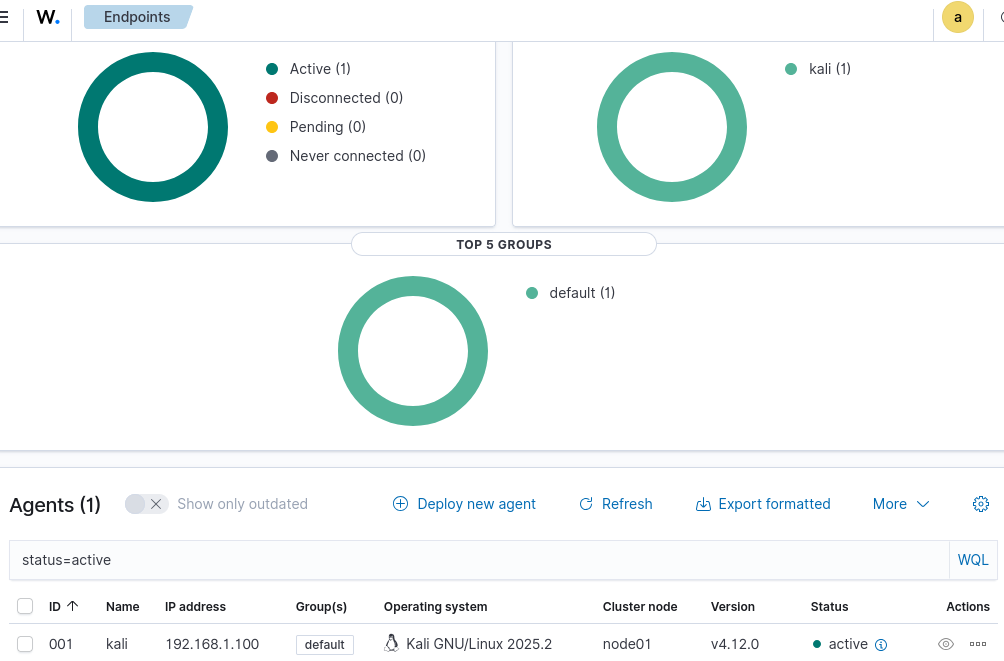 W. Endpoints a
Active (1)
Disconnected (0)
Pending (0)
Never connected (0)
kali (1)
TOP 5 GROUPS
default (1)
Agents (1) Show only outdated Deploy new agent Refresh Export formatted More
status=active WQL
ID Name IP address Group(s) Operating system Cluster node Version Status Actions
001 kali 192.168.1.100 default Kali GNU/Linux 2025.2 node01 v4.12.0 active